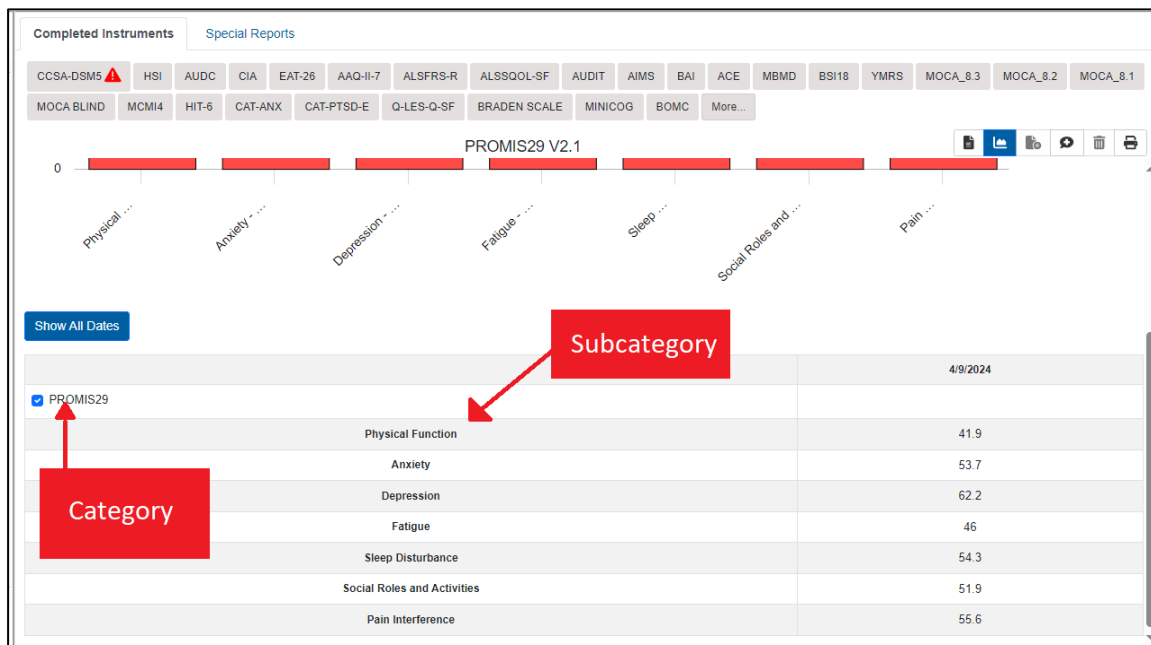 Completed Instruments Special Reports
CCSA-DSM5 HSI AUDC CIA EAT-26 AAQ-II-7 ALSFRS-R ALSSQOL-SF AUDIT AIMS BAI ACE MBMD BSI18 YMRS MOCA_8.3 MOCA_8.2 MOCA_8.1
MOCA BLIND MCMI4 HIT-6 CAT-ANX CAT-PTSD-E Q-LES-Q-SF BRADEN SCALE MINICOG BOMC More...
PROMIS29 V2.1
0
Physical ... Anxiety - ... Depression - ... Fatigue - ... Sleep ... Social Roles and ... Pain ...
Show All Dates
Subcategory
4/9/2024
PROMIS29
Physical Function 41.9
Anxiety 53.7
Depression 62.2
Category
Fatigue 46
Sleep Disturbance 54.3
Social Roles and Activities 51.9
Pain Interference 55.6